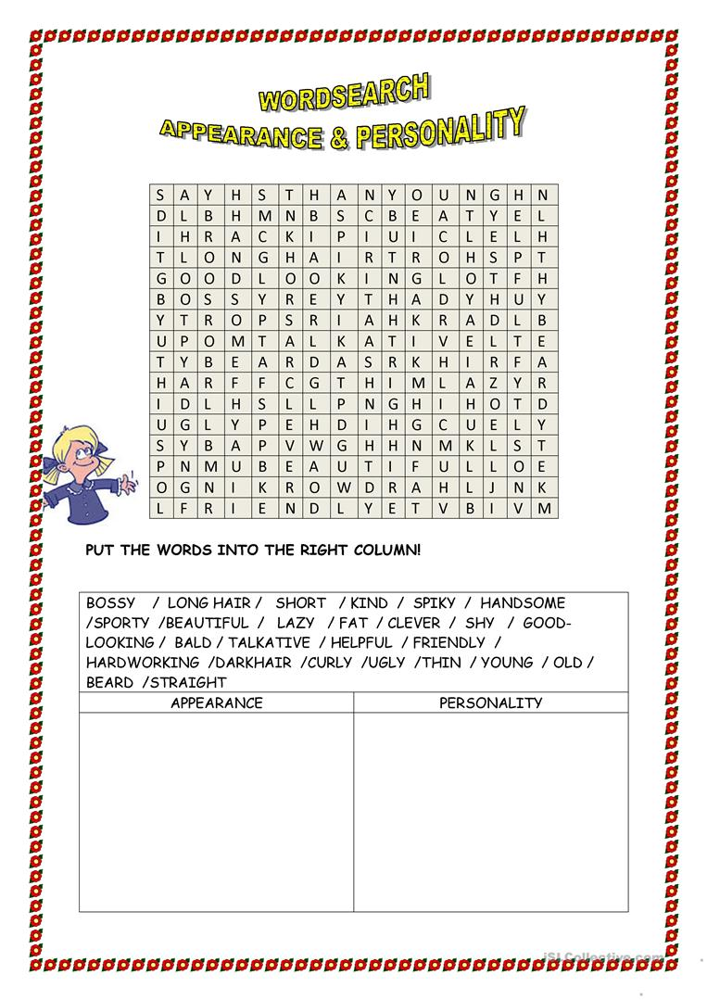 WORDSEARCH
APPEARANCE & PERSONALITY
S A Y H S T H A N Y O U N G H N
D L B H M N B S C B E A T Y E L
I H R A C K I P I U I C L E L H
T L O N G H A I R T R O H S P T
G O O D L O O K I N G L O T F H
B O S S Y R E Y T H A D Y H U Y
Y T R O P S R I A H K R A D L B
U P O M T A L K A T I V E L T E
T Y B E A R D A S R K H I R F A
H A R F F C G T H I M L A Z Y R
I D L H S L L P N G H I H O T D
U G L Y P E H D I H G C U E L Y
S Y B A P V W G H H N M K L S T
P N M U B E A U T I F U L L O E
O G N I K R O W D R A H L J N K
L F R I E N D L Y E T V B I V M
PUT THE WORDS INTO THE RIGHT COLUMN!
BOSSY / LONG HAIR / SHORT / KIND / SPIKY / HANDSOME
/SPORTY /BEAUTIFUL / LAZY / FAT / CLEVER / SHY / GOOD-
LOOKING / BALD / TALKATIVE / HELPFUL / FRIENDLY /
HARDWORKING /DARKHAIR /CURLY /UGLY /THIN / YOUNG / OLD /
BEARD /STRAIGHT
APPEARANCE PERSONALITY
iSLCollective.com